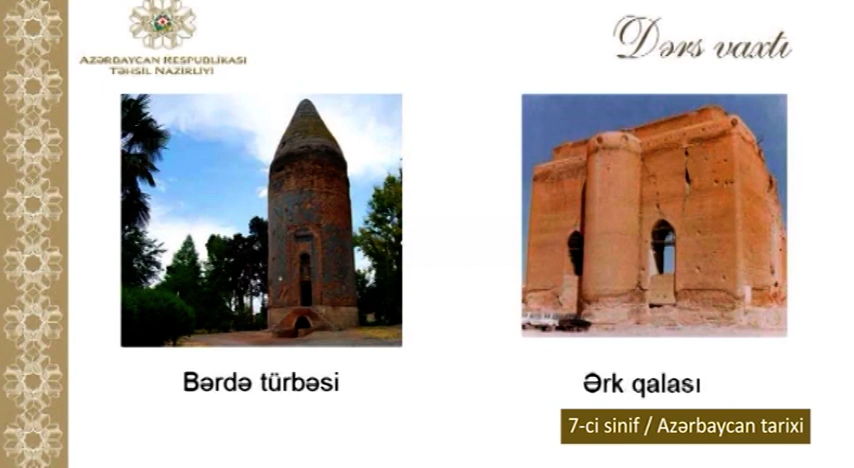 AZƏRBAYCAN RESPUBLİKASI
TƏHSİL NAZİRLİYİ
Dərs vaxtı
Bərdə türbəsi
Ərk qalası
7-ci sinif / Azərbaycan tarixi